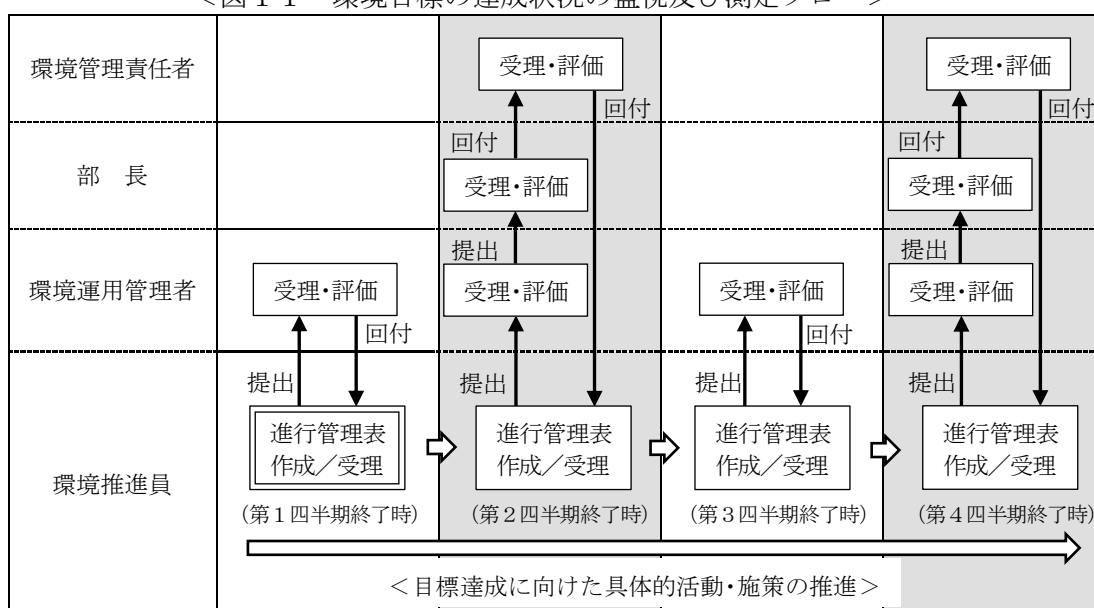 ＜図１１　環境目標の達成状況の監視及び測定フロー＞
環境管理責任者
受理・評価
受理・評価
回付
回付
部　長
回付
回付
受理・評価
受理・評価
環境運用管理者
提出
提出
受理・評価
受理・評価
受理・評価
受理・評価
回付
回付
環境推進員
提出
提出
提出
提出
進行管理表
作成／受理
進行管理表
作成／受理
進行管理表
作成／受理
進行管理表
作成／受理
(第１四半期終了時)
(第２四半期終了時)
(第３四半期終了時)
(第４四半期終了時)
＜目標達成に向けた具体的活動・施策の推進＞